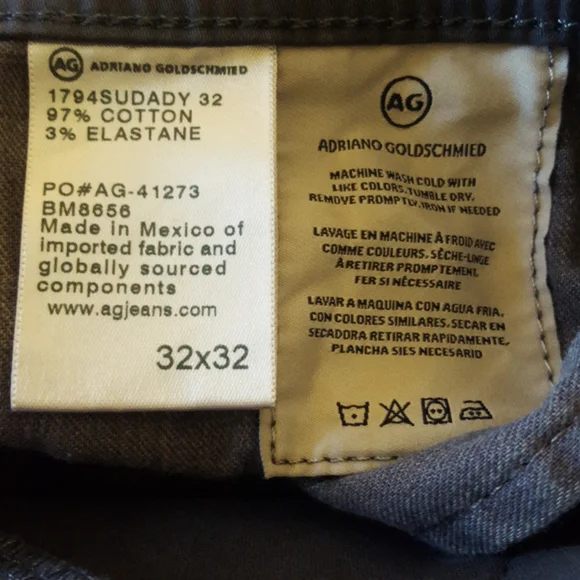 AG ADRIANO GOLDSCHMIED
1794SUDADY 32
97% COTTON
3% ELASTANE
PO#AG-41273
BM8656
Made in Mexico of
imported fabric and
globally sourced
components
www.agjeans.com
32x32
AG
ADRIANO GOLDSCHMIED
MACHINE WASH COLD WITH
LIKE COLORS. TUMBLE DRY.
REMOVE PROMPTLY. IRON IF NEEDED
LAVAGE EN MACHINE À FROID AVEC
COMME COULEURS. SÈCHE-LINGE
À RETIRER PROMPTEMENT.
FER SI NÉCESSAIRE
LAVAR A MAQUINA CON AGUA FRIA,
CON COLORES SIMILARES. SECAR EN
SECADORA RETIRAR RAPIDAMENTE.
PLANCHA SIES NECESARIO